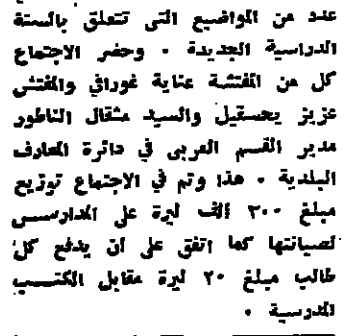 عدد من المواضيع التى تتعلق بالسنة
الدراسية الجديدة . وحضر الاجتماع
كل من المفتشة عناية غوراني والمفتش
عزيز يحسقيل والسيد مثقال الناطور
مدير القسم العربى في دائرة المعارف
البلدية . هذا وتم في الاجتماع توزيع
مبلغ ٣٠٠ الف ليرة على المدارس
لصيانتها كما اتفق على ان يدفع كل
طالب مبلغ ٢٠ ليرة مقابل الكتب
المدرسية .